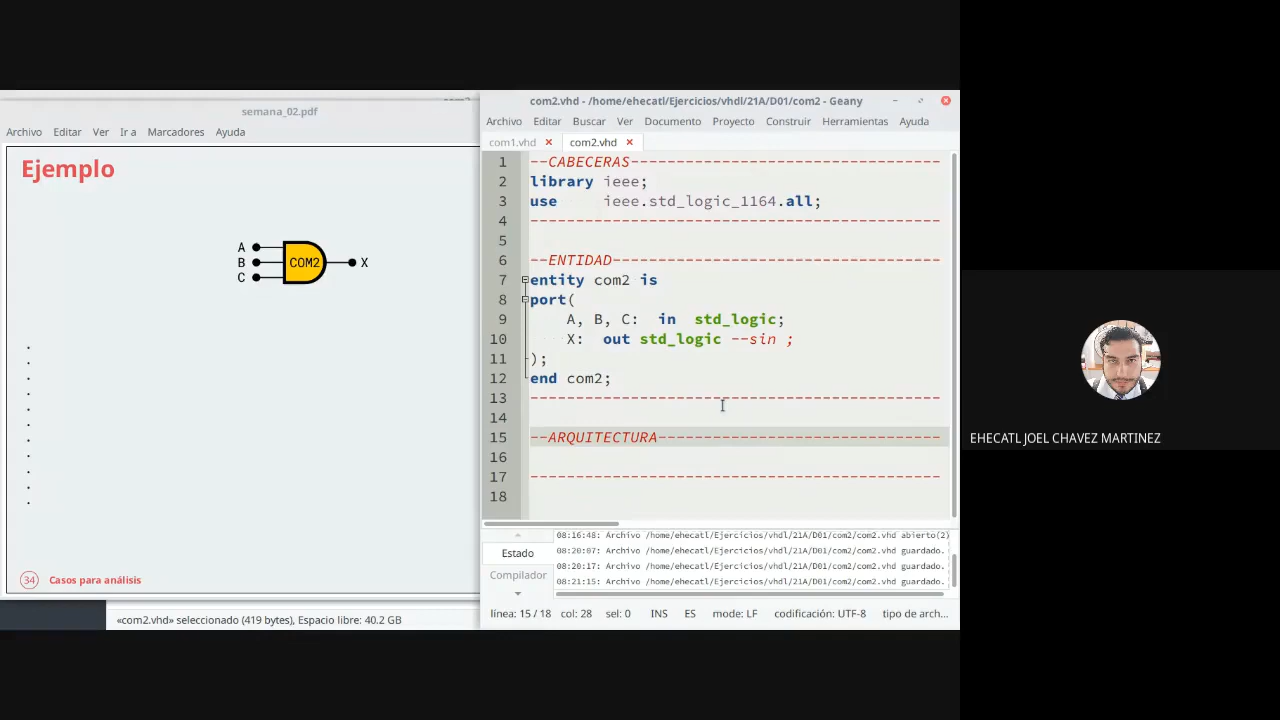 semana_02.pdf
Archivo Editar Ver Ir a Marcadores Ayuda
Ejemplo
A
B
C
COM2
X
34 Casos para análisis
«com2.vhd» seleccionado (419 bytes), Espacio libre: 40.2 GB
com2.vhd - /home/ehecatl/Ejercicios/vhdl/21A/D01/com2 - Geany
Archivo Editar Buscar Ver Documento Proyecto Construir Herramientas Ayuda
com1.vhd com2.vhd
1 --CABECERAS----------------------------------
2 library ieee;
3 use ieee.std_logic_1164.all;
4 ---------------------------------------------
5
6 --ENTIDAD------------------------------------
7 entity com2 is
8 port(
9 A, B, C: in std_logic;
10 X: out std_logic --sin ;
11 );
12 end com2;
13 ---------------------------------------------
14
15 --ARQUITECTURA-------------------------------
16
17 ---------------------------------------------
18
Estado
Compilador
08:16:48: Archivo /home/ehecatl/Ejercicios/vhdl/21A/D01/com2/com2.vhd abierto(2)
08:20:07: Archivo /home/ehecatl/Ejercicios/vhdl/21A/D01/com2/com2.vhd guardado.
08:20:17: Archivo /home/ehecatl/Ejercicios/vhdl/21A/D01/com2/com2.vhd guardado.
08:21:15: Archivo /home/ehecatl/Ejercicios/vhdl/21A/D01/com2/com2.vhd guardado.
línea: 15 / 18 col: 28 sel: 0 INS ES mode: LF codificación: UTF-8 tipo de arch...
EHECATL JOEL CHAVEZ MARTINEZ